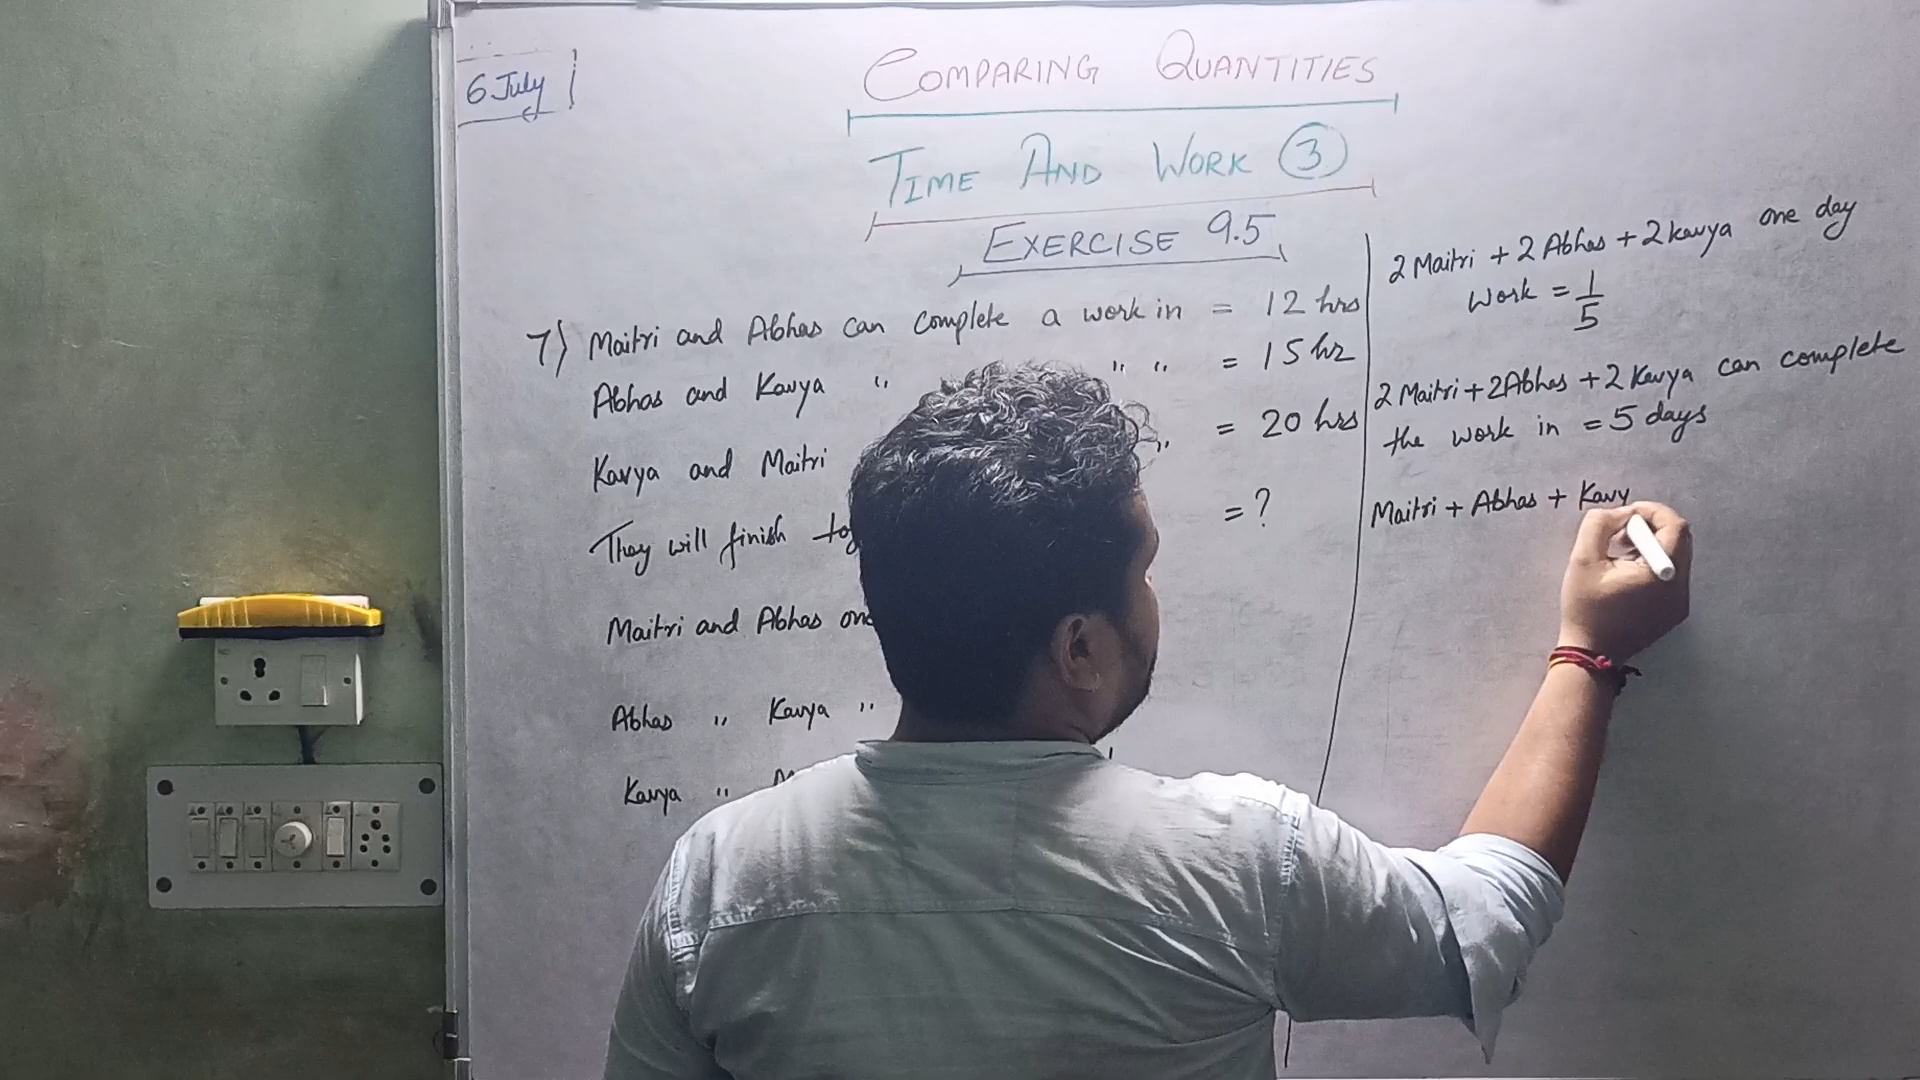 6 July
COMPARING QUANTITIES
TIME AND WORK 3
EXERCISE 9.5
7) Maitri and Abhas can complete a work in = 12 hrs
Abhas and Kavya " " " = 15 hr
Kavya and Maitri " = 20 hrs
They will finish = ?
Maitri and Abhas
Abhas " Kavya "
Kavya "
2 Maitri + 2 Abhas + 2 Kavya one day
Work = 1/5
2 Maitri + 2 Abhas + 2 Kavya can complete
the work in = 5 days
Maitri + Abhas + Kavy